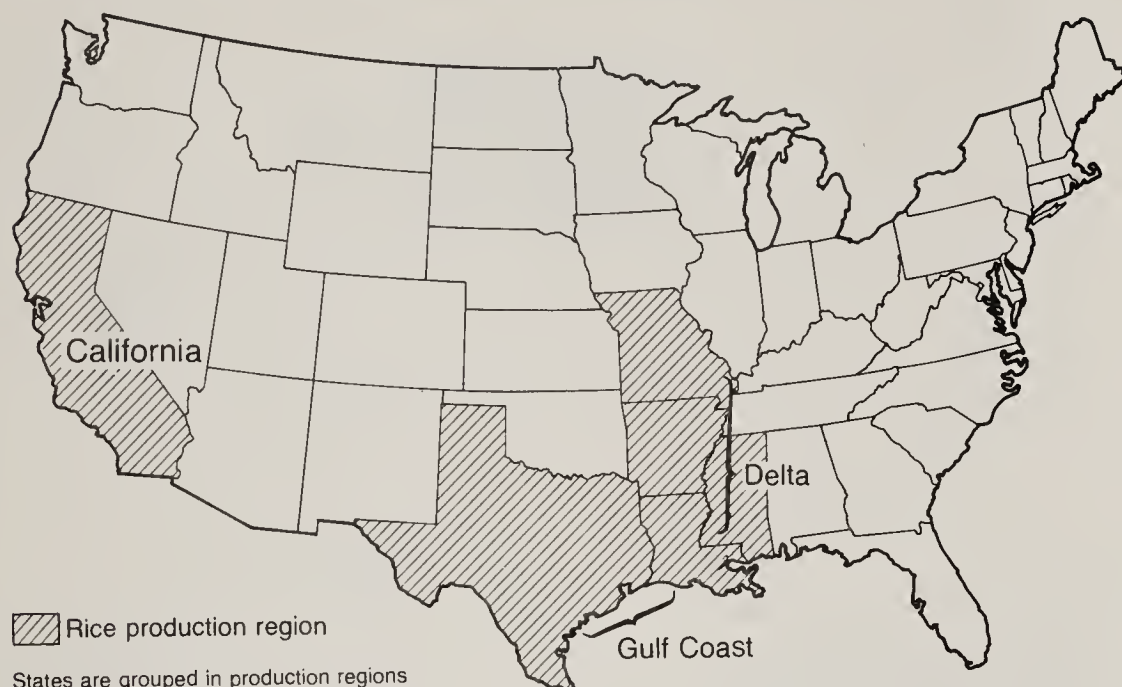 California
Delta
Gulf Coast
Rice production region
States are grouped in production regions